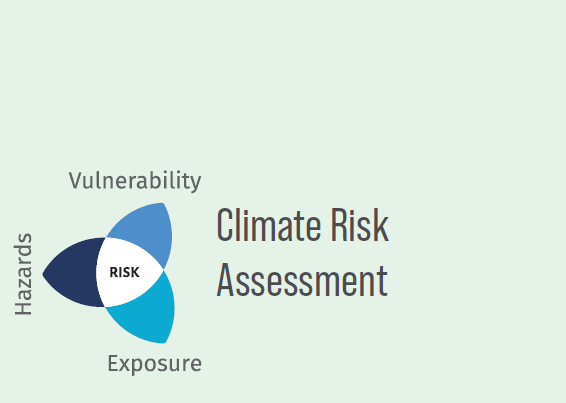 Vulnerability
Hazards
RISK
Exposure
Climate Risk
Assessment